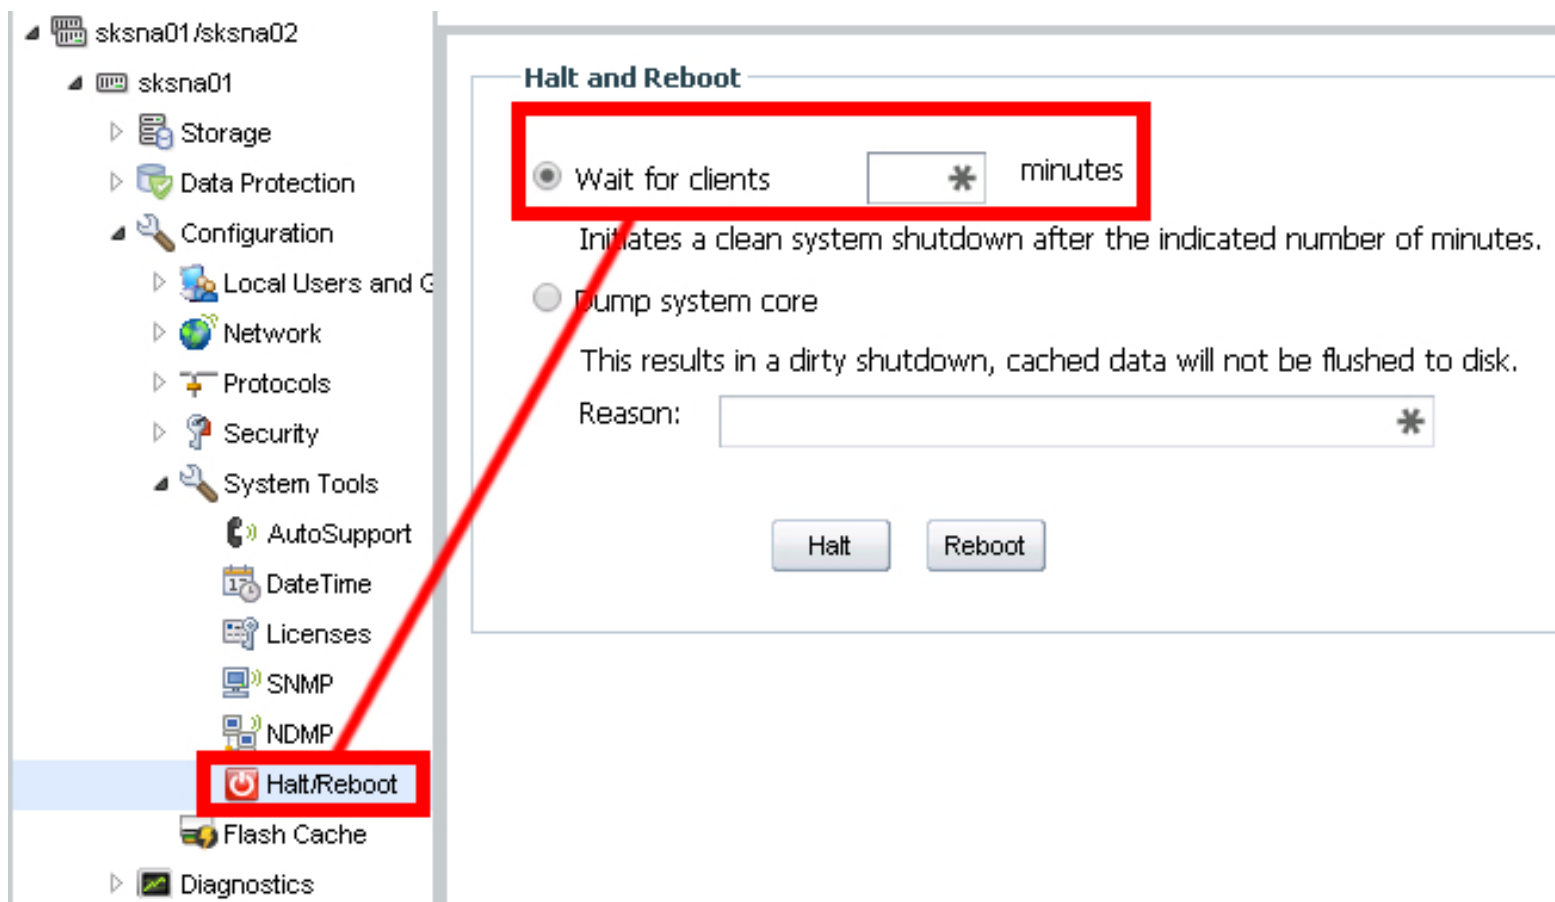 sksna01/sksna02
sksna01
Storage
Data Protection
Configuration
Local Users and G
Network
Protocols
Security
System Tools
AutoSupport
17
DateTime
Licenses
SNMP
NDMP
Halt/Reboot
Flash Cache
Diagnostics
Halt and Reboot
Wait for clients * minutes
Initiates a clean system shutdown after the indicated number of minutes.
Dump system core
This results in a dirty shutdown, cached data will not be flushed to disk.
Reason: *
Halt Reboot